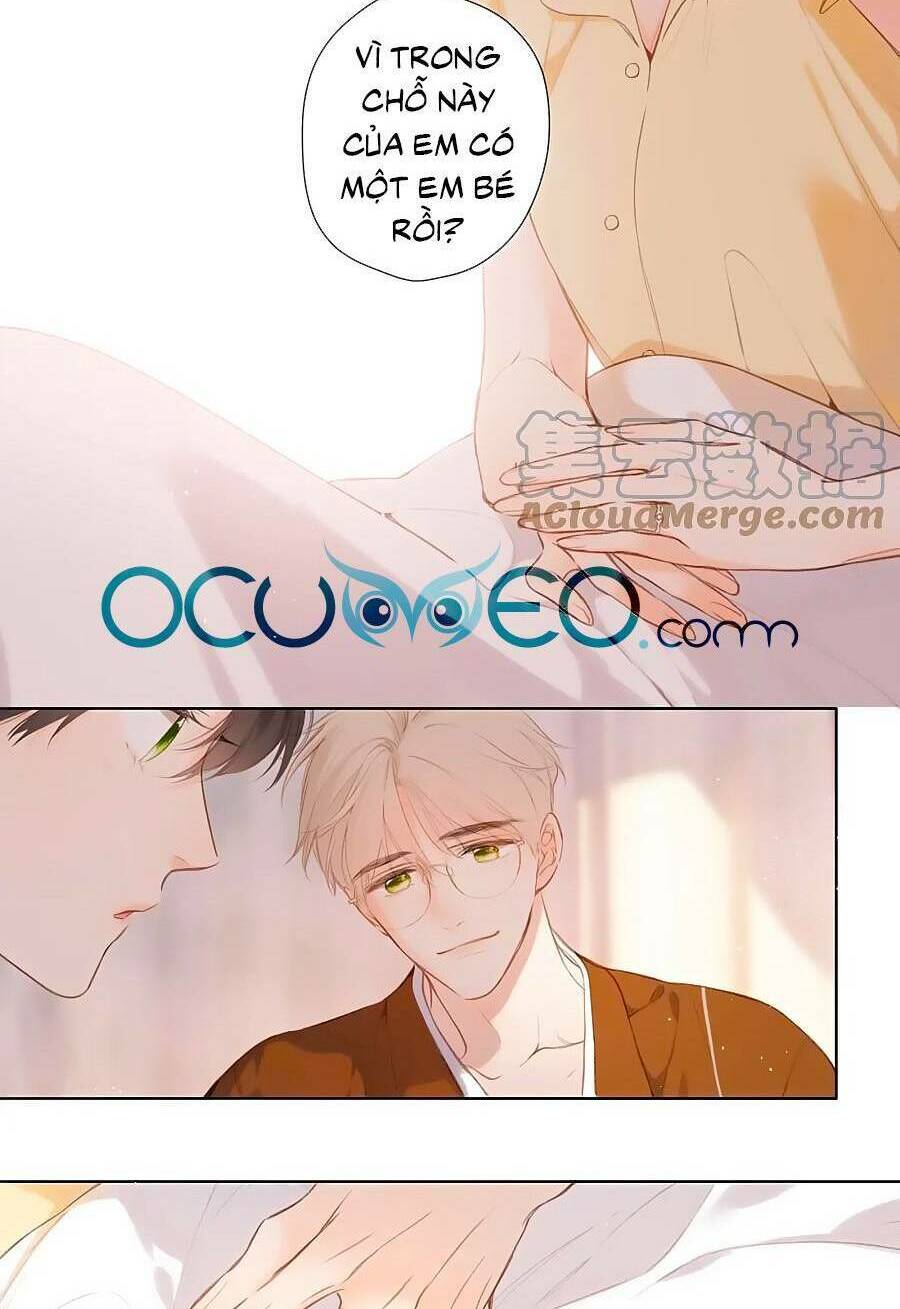 VÌ TRONG
CHỖ NÀY
CỦA EM CÓ
MỘT EM BÉ
RỒI?
集云数据
AcloudMerge.com
OCUMEO.com